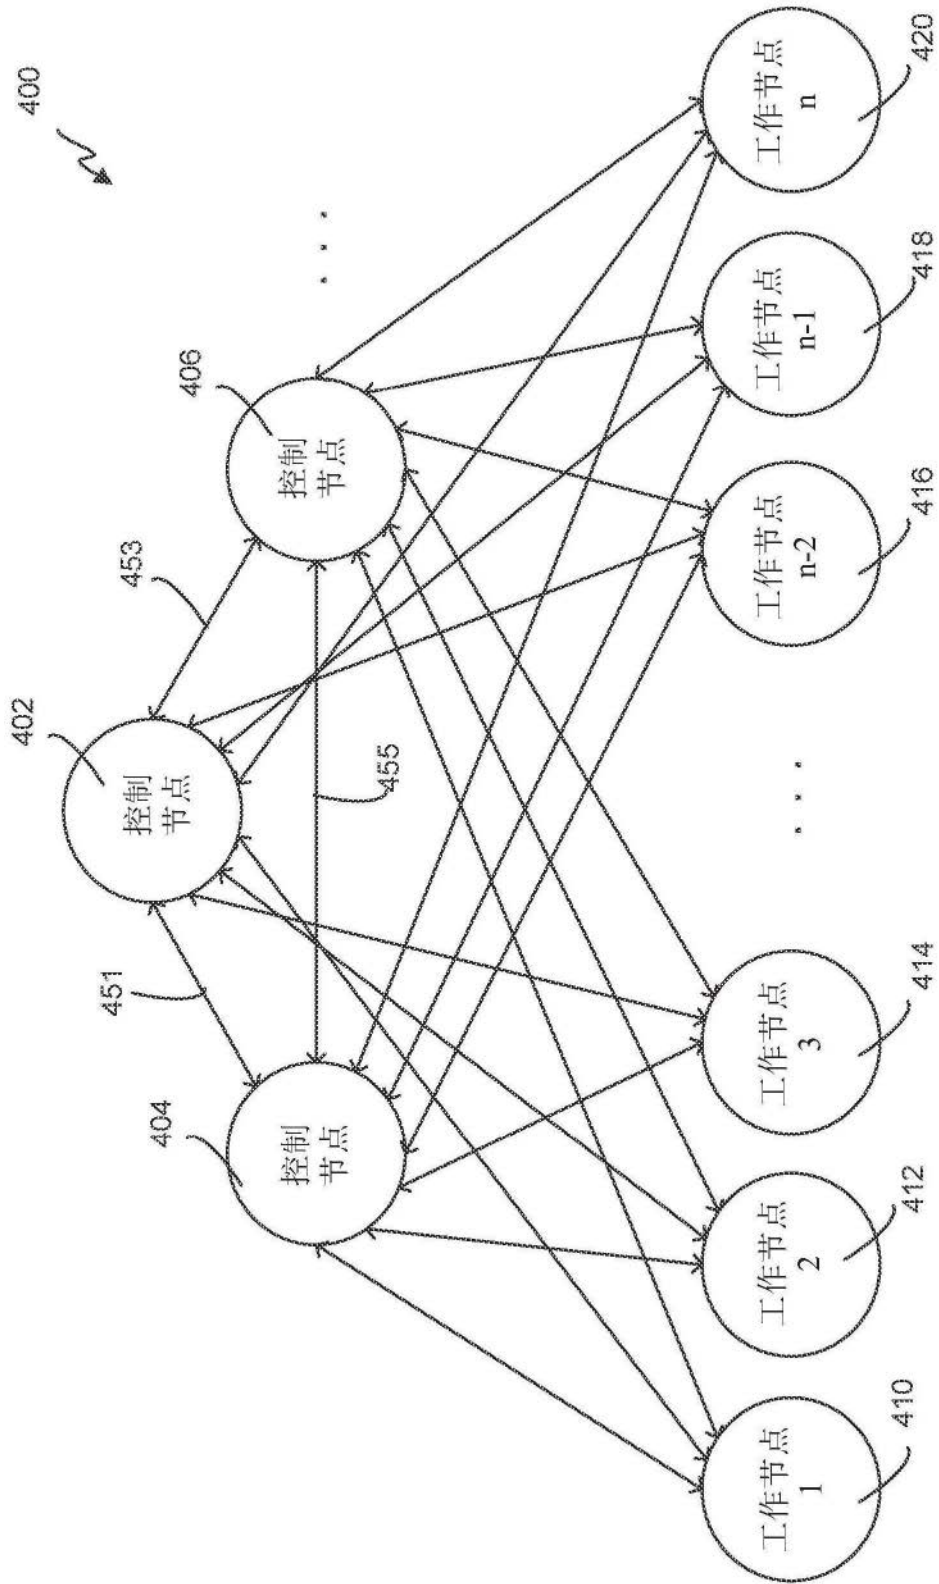 400
402
控制
节点
451
453
404
控制
节点
406
控制
节点
455
. . .
. . .
工作节点
1
工作节点
2
工作节点
3
工作节点
n-2
工作节点
n-1
工作节点
n
410
412
414
416
418
420